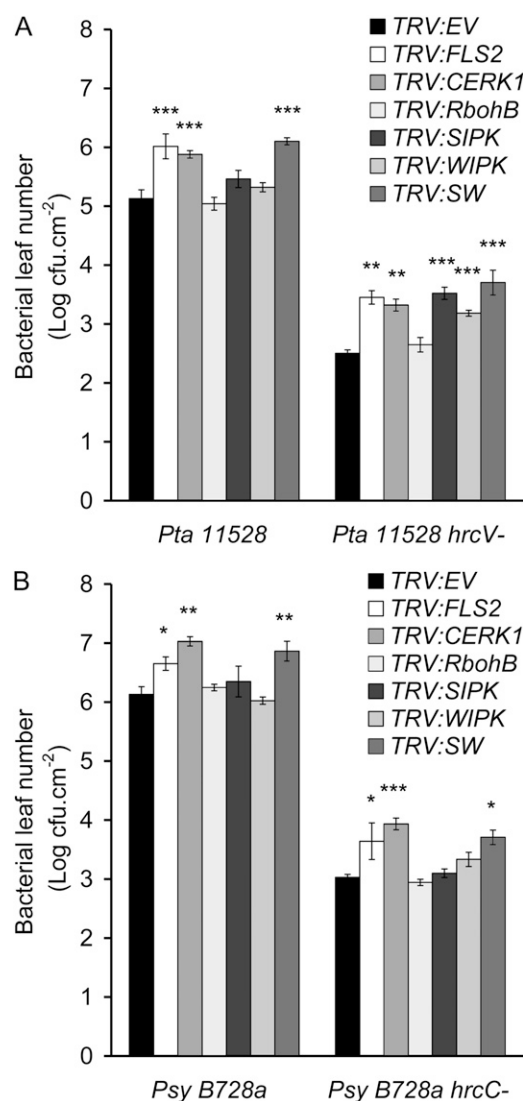 A
TRV:EV
TRV:FLS2
TRV:CERK1
TRV:RbohB
TRV:SIPK
TRV:WIPK
TRV:SW
Bacterial leaf number
(Log cfu.cm-2)
8
7
6
5
4
3
2
1
0
***
***
***
**
**
***
***
***
Pta 11528
Pta 11528 hrcV-
B
TRV:EV
TRV:FLS2
TRV:CERK1
TRV:RbohB
TRV:SIPK
TRV:WIPK
TRV:SW
Bacterial leaf number
(Log cfu.cm-2)
8
7
6
5
4
3
2
1
0
*
**
**
*
***
*
Psy B728a
Psy B728a hrcC-